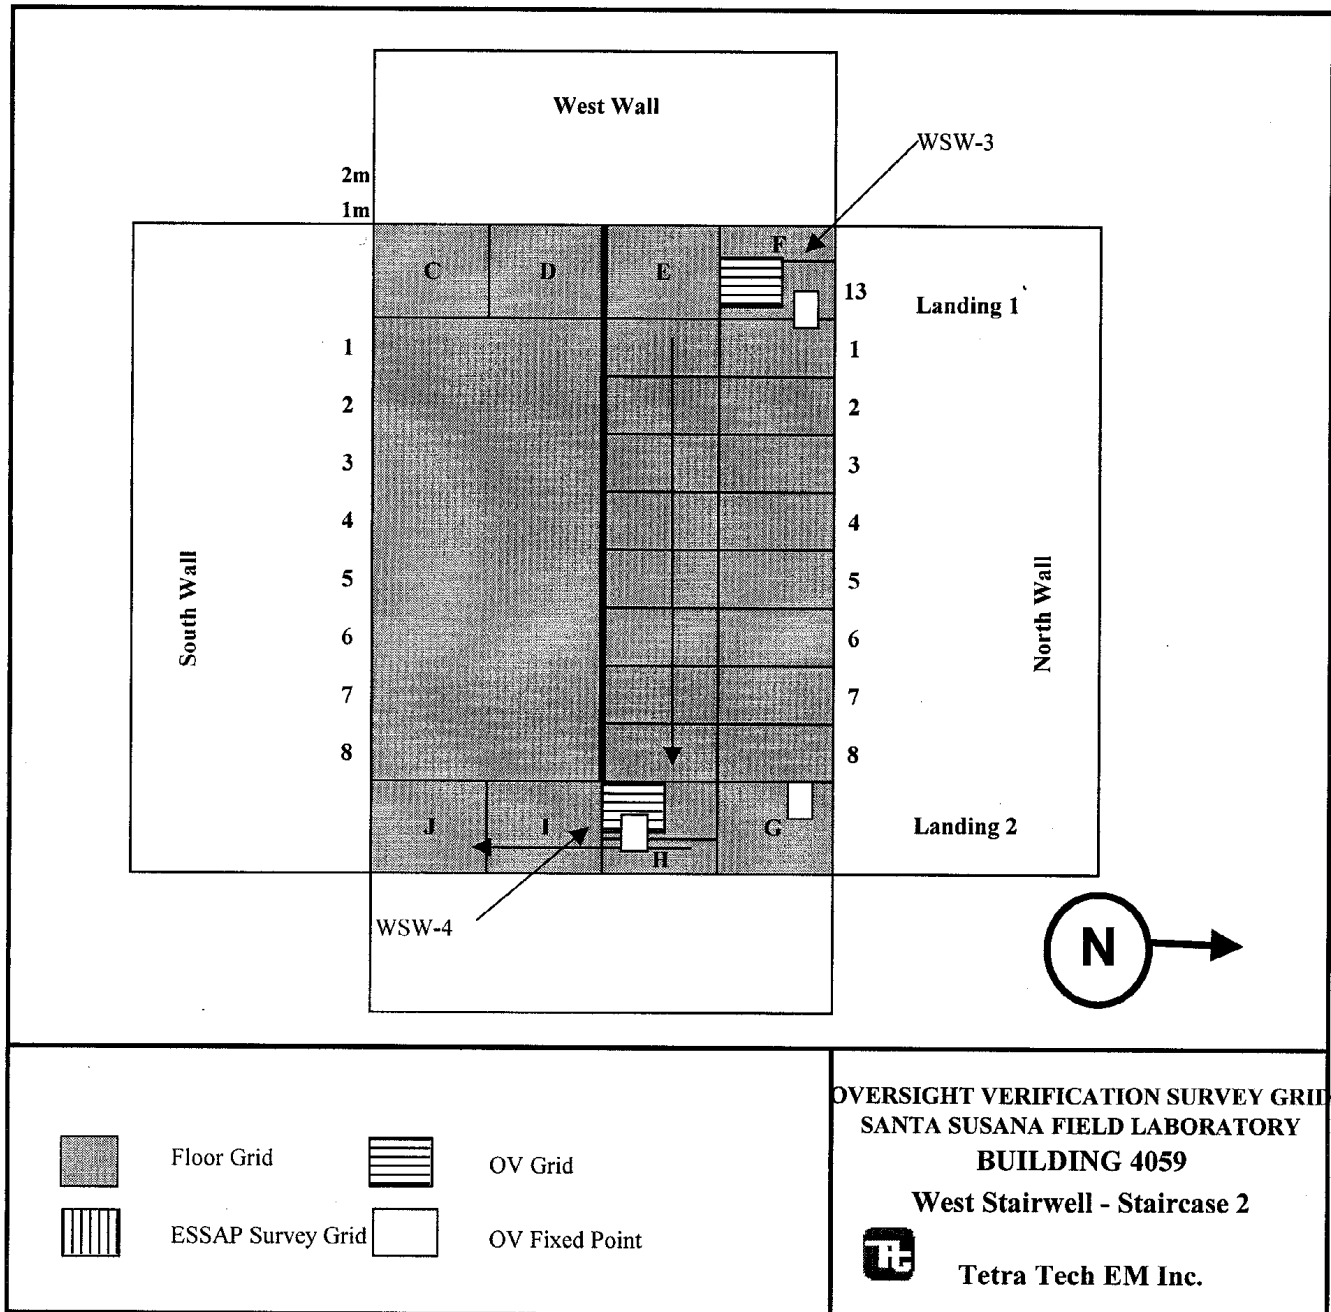 West Wall
WSW-3
2m
1m
C D E F
13 Landing 1
1 1
2 2
3 3
4 4
5 5
South Wall
North Wall
6 6
7 7
8 8
J I H G
Landing 2
WSW-4
N
Floor Grid
OV Grid
ESSAP Survey Grid
OV Fixed Point
OVERSIGHT VERIFICATION SURVEY GRID
SANTA SUSANA FIELD LABORATORY
BUILDING 4059
West Stairwell - Staircase 2
Tt
Tetra Tech EM Inc.